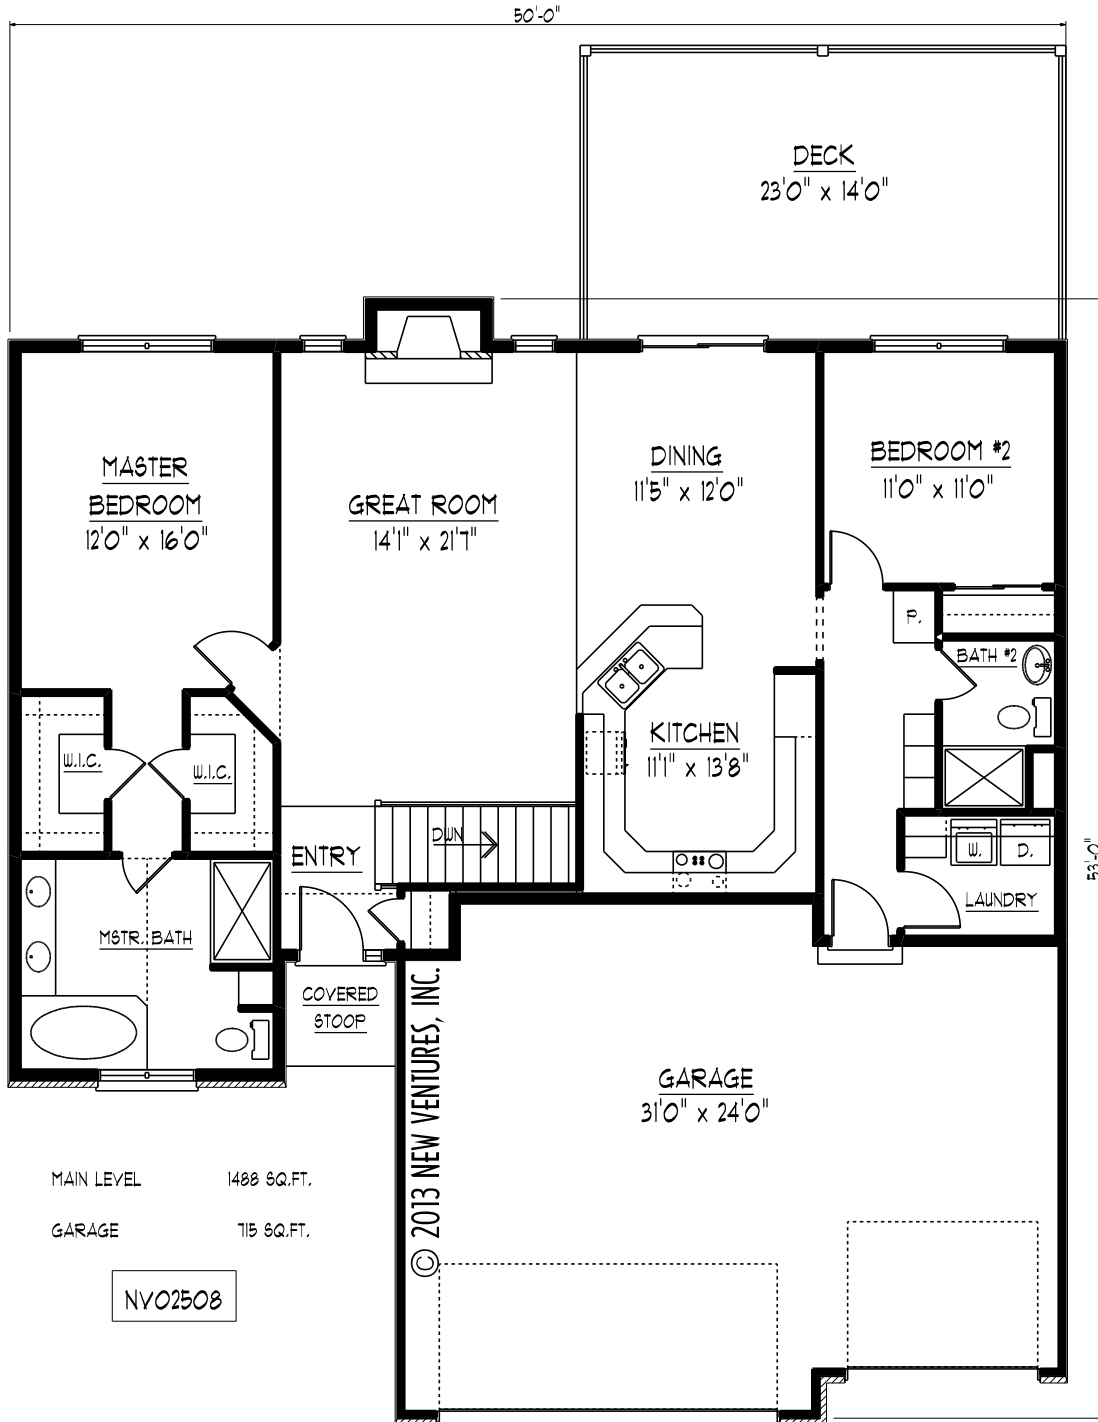 50'-0"
DECK
23'0" x 14'0"
MASTER
BEDROOM
12'0" x 16'0"
GREAT ROOM
14'1" x 21'7"
DINING
11'5" x 12'0"
BEDROOM #2
11'0" x 11'0"
P.
BATH #2
W.I.C.
W.I.C.
KITCHEN
11'1" x 13'8"
DWN
ENTRY
W.
D.
LAUNDRY
53'-0"
MSTR. BATH
COVERED
STOOP
© 2013 NEW VENTURES, INC.
GARAGE
31'0" x 24'0"
MAIN LEVEL 1488 SQ.FT.
GARAGE 715 SQ.FT.
NV02508